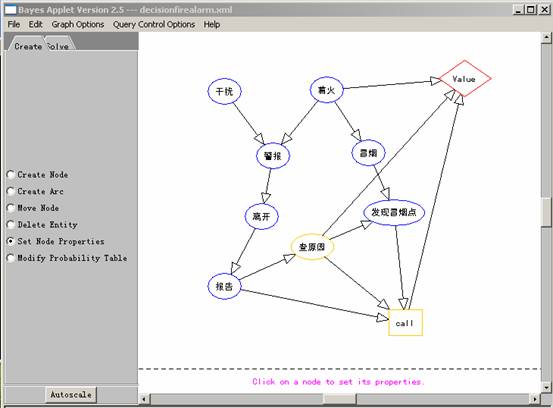 Bayes Applet Version 2.5 --- decisionfirealarm.xml
File Edit Graph Options Query Control Options Help
Create Solve
Create Node
Create Arc
Move Node
Delete Entity
Set Node Properties
Modify Probability Table
Autoscale
Value
干扰
着火
警报
冒烟
离开
发现冒烟点
查原因
报告
call
Click on a node to set its properties.